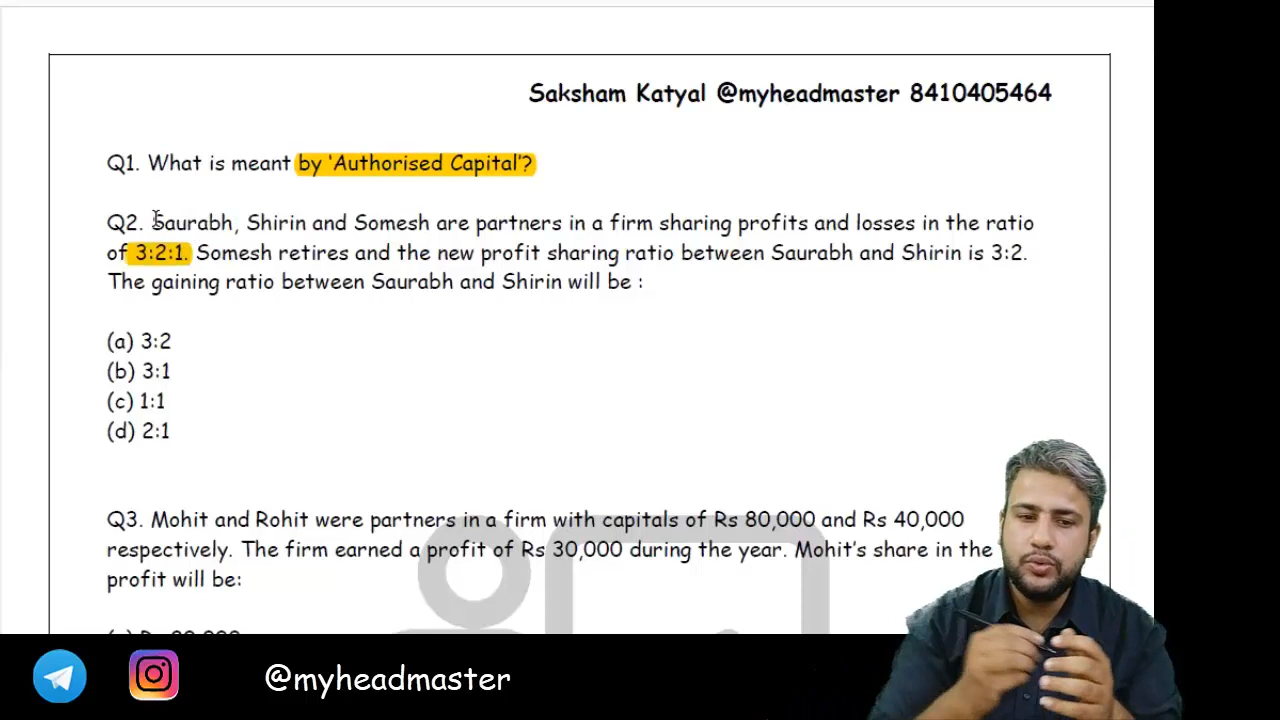 Saksham Katyal @myheadmaster 8410405464
Q1. What is meant by ‘Authorised Capital’?
Q2. Saurabh, Shirin and Somesh are partners in a firm sharing profits and losses in the ratio
of 3:2:1. Somesh retires and the new profit sharing ratio between Saurabh and Shirin is 3:2.
The gaining ratio between Saurabh and Shirin will be :
(a) 3:2
(b) 3:1
(c) 1:1
(d) 2:1
Q3. Mohit and Rohit were partners in a firm with capitals of Rs 80,000 and Rs 40,000
respectively. The firm earned a profit of Rs 30,000 during the year. Mohit's share in the
profit will be:
@myheadmaster